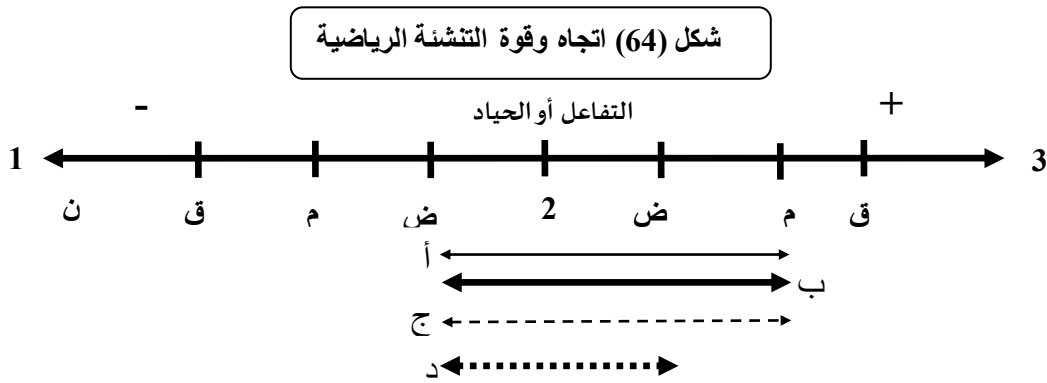 شكل (64) اتجاه وقوة التنشئة الرياضية
+ التفاعل أو الحياد -
3 1
ق م ض 2 ض م ق ن
أ
ب
ج
د